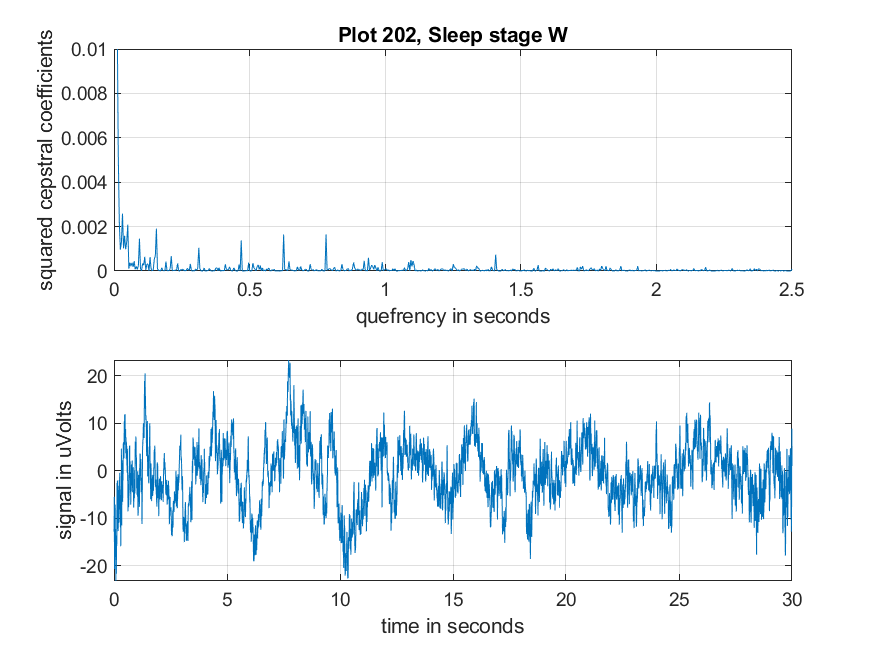 Plot 202, Sleep stage W
squared cepstral coefficients
0.01
0.008
0.006
0.004
0.002
0
0 0.5 1 1.5 2 2.5
quefrency in seconds
signal in uVolts
20
10
0
-10
-20
0 5 10 15 20 25 30
time in seconds